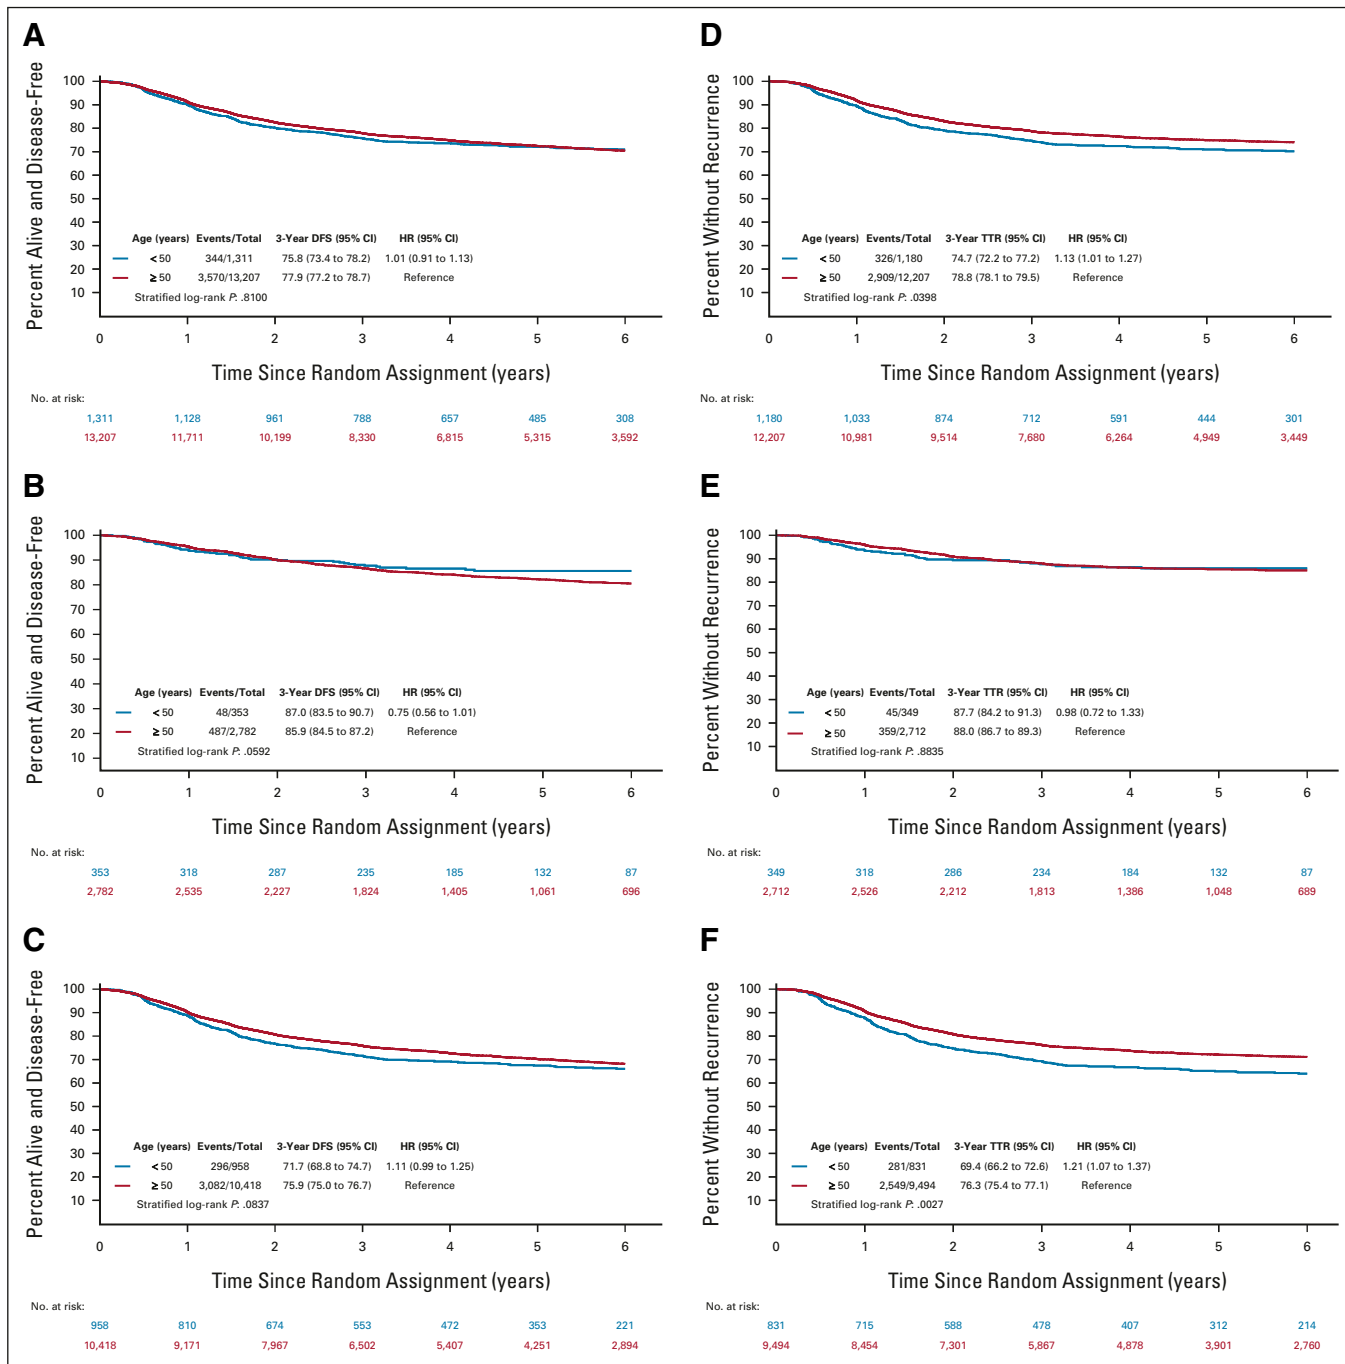 A
Percent Alive and Disease-Free
100
90
80
70
60
50
40
30
20
10
Age (years) Events/Total 3-Year DFS (95% CI) HR (95% CI)
< 50 344/1,311 75.8 (73.4 to 78.2) 1.01 (0.91 to 1.13)
≥ 50 3,570/13,207 77.9 (77.2 to 78.7) Reference
Stratified log-rank P: .8100
0 1 2 3 4 5 6
Time Since Random Assignment (years)
No. at risk:
1,311 1,128 961 788 657 485 308
13,207 11,711 10,199 8,330 6,815 5,315 3,592
D
Percent Without Recurrence
100
90
80
70
60
50
40
30
20
10
Age (years) Events/Total 3-Year TTR (95% CI) HR (95% CI)
< 50 326/1,180 74.7 (72.2 to 77.2) 1.13 (1.01 to 1.27)
≥ 50 2,909/12,207 78.8 (78.1 to 79.5) Reference
Stratified log-rank P: .0398
0 1 2 3 4 5 6
Time Since Random Assignment (years)
No. at risk:
1,180 1,033 874 712 591 444 301
12,207 10,981 9,514 7,680 6,264 4,949 3,449
B
Percent Alive and Disease-Free
100
90
80
70
60
50
40
30
20
10
Age (years) Events/Total 3-Year DFS (95% CI) HR (95% CI)
< 50 48/353 87.0 (83.5 to 90.7) 0.75 (0.56 to 1.01)
≥ 50 487/2,782 85.9 (84.5 to 87.2) Reference
Stratified log-rank P: .0592
0 1 2 3 4 5 6
Time Since Random Assignment (years)
No. at risk:
353 318 287 235 185 132 87
2,782 2,535 2,227 1,824 1,405 1,061 696
E
Percent Without Recurrence
100
90
80
70
60
50
40
30
20
10
Age (years) Events/Total 3-Year TTR (95% CI) HR (95% CI)
< 50 45/349 87.7 (84.2 to 91.3) 0.98 (0.72 to 1.33)
≥ 50 359/2,712 88.0 (86.7 to 89.3) Reference
Stratified log-rank P: .8835
0 1 2 3 4 5 6
Time Since Random Assignment (years)
No. at risk:
349 318 286 234 184 132 87
2,712 2,526 2,212 1,813 1,386 1,048 689
C
Percent Alive and Disease-Free
100
90
80
70
60
50
40
30
20
10
Age (years) Events/Total 3-Year DFS (95% CI) HR (95% CI)
< 50 296/958 71.7 (68.8 to 74.7) 1.11 (0.99 to 1.25)
≥ 50 3,082/10,418 75.9 (75.0 to 76.7) Reference
Stratified log-rank P: .0837
0 1 2 3 4 5 6
Time Since Random Assignment (years)
No. at risk:
958 810 674 553 472 353 221
10,418 9,171 7,967 6,502 5,407 4,251 2,894
F
Percent Without Recurrence
100
90
80
70
60
50
40
30
20
10
Age (years) Events/Total 3-Year TTR (95% CI) HR (95% CI)
< 50 281/831 69.4 (66.2 to 72.6) 1.21 (1.07 to 1.37)
≥ 50 2,549/9,494 76.3 (75.4 to 77.1) Reference
Stratified log-rank P: .0027
0 1 2 3 4 5 6
Time Since Random Assignment (years)
No. at risk:
831 715 588 478 407 312 214
9,494 8,454 7,301 5,867 4,878 3,901 2,760